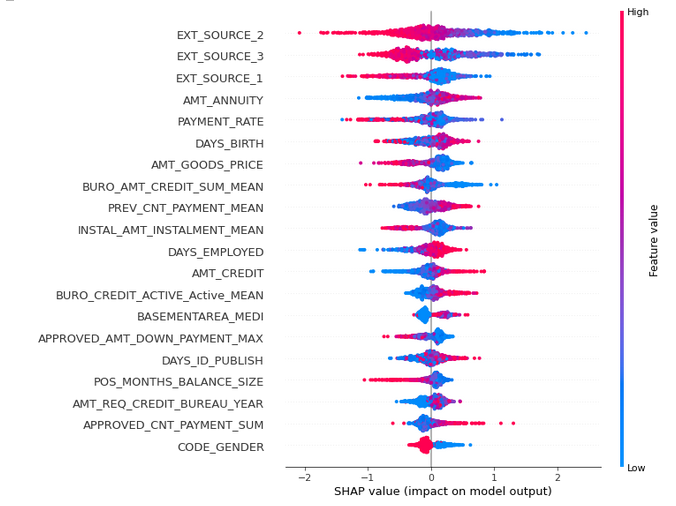 High
EXT_SOURCE_2
EXT_SOURCE_3
EXT_SOURCE_1
AMT_ANNUITY
PAYMENT_RATE
DAYS_BIRTH
AMT_GOODS_PRICE
BURO_AMT_CREDIT_SUM_MEAN
PREV_CNT_PAYMENT_MEAN
INSTAL_AMT_INSTALMENT_MEAN
DAYS_EMPLOYED
AMT_CREDIT
BURO_CREDIT_ACTIVE_Active_MEAN
BASEMENTAREA_MEDI
APPROVED_AMT_DOWN_PAYMENT_MAX
DAYS_ID_PUBLISH
POS_MONTHS_BALANCE_SIZE
AMT_REQ_CREDIT_BUREAU_YEAR
APPROVED_CNT_PAYMENT_SUM
CODE_GENDER
Feature value
Low
−2 −1 0 1 2
SHAP value (impact on model output)